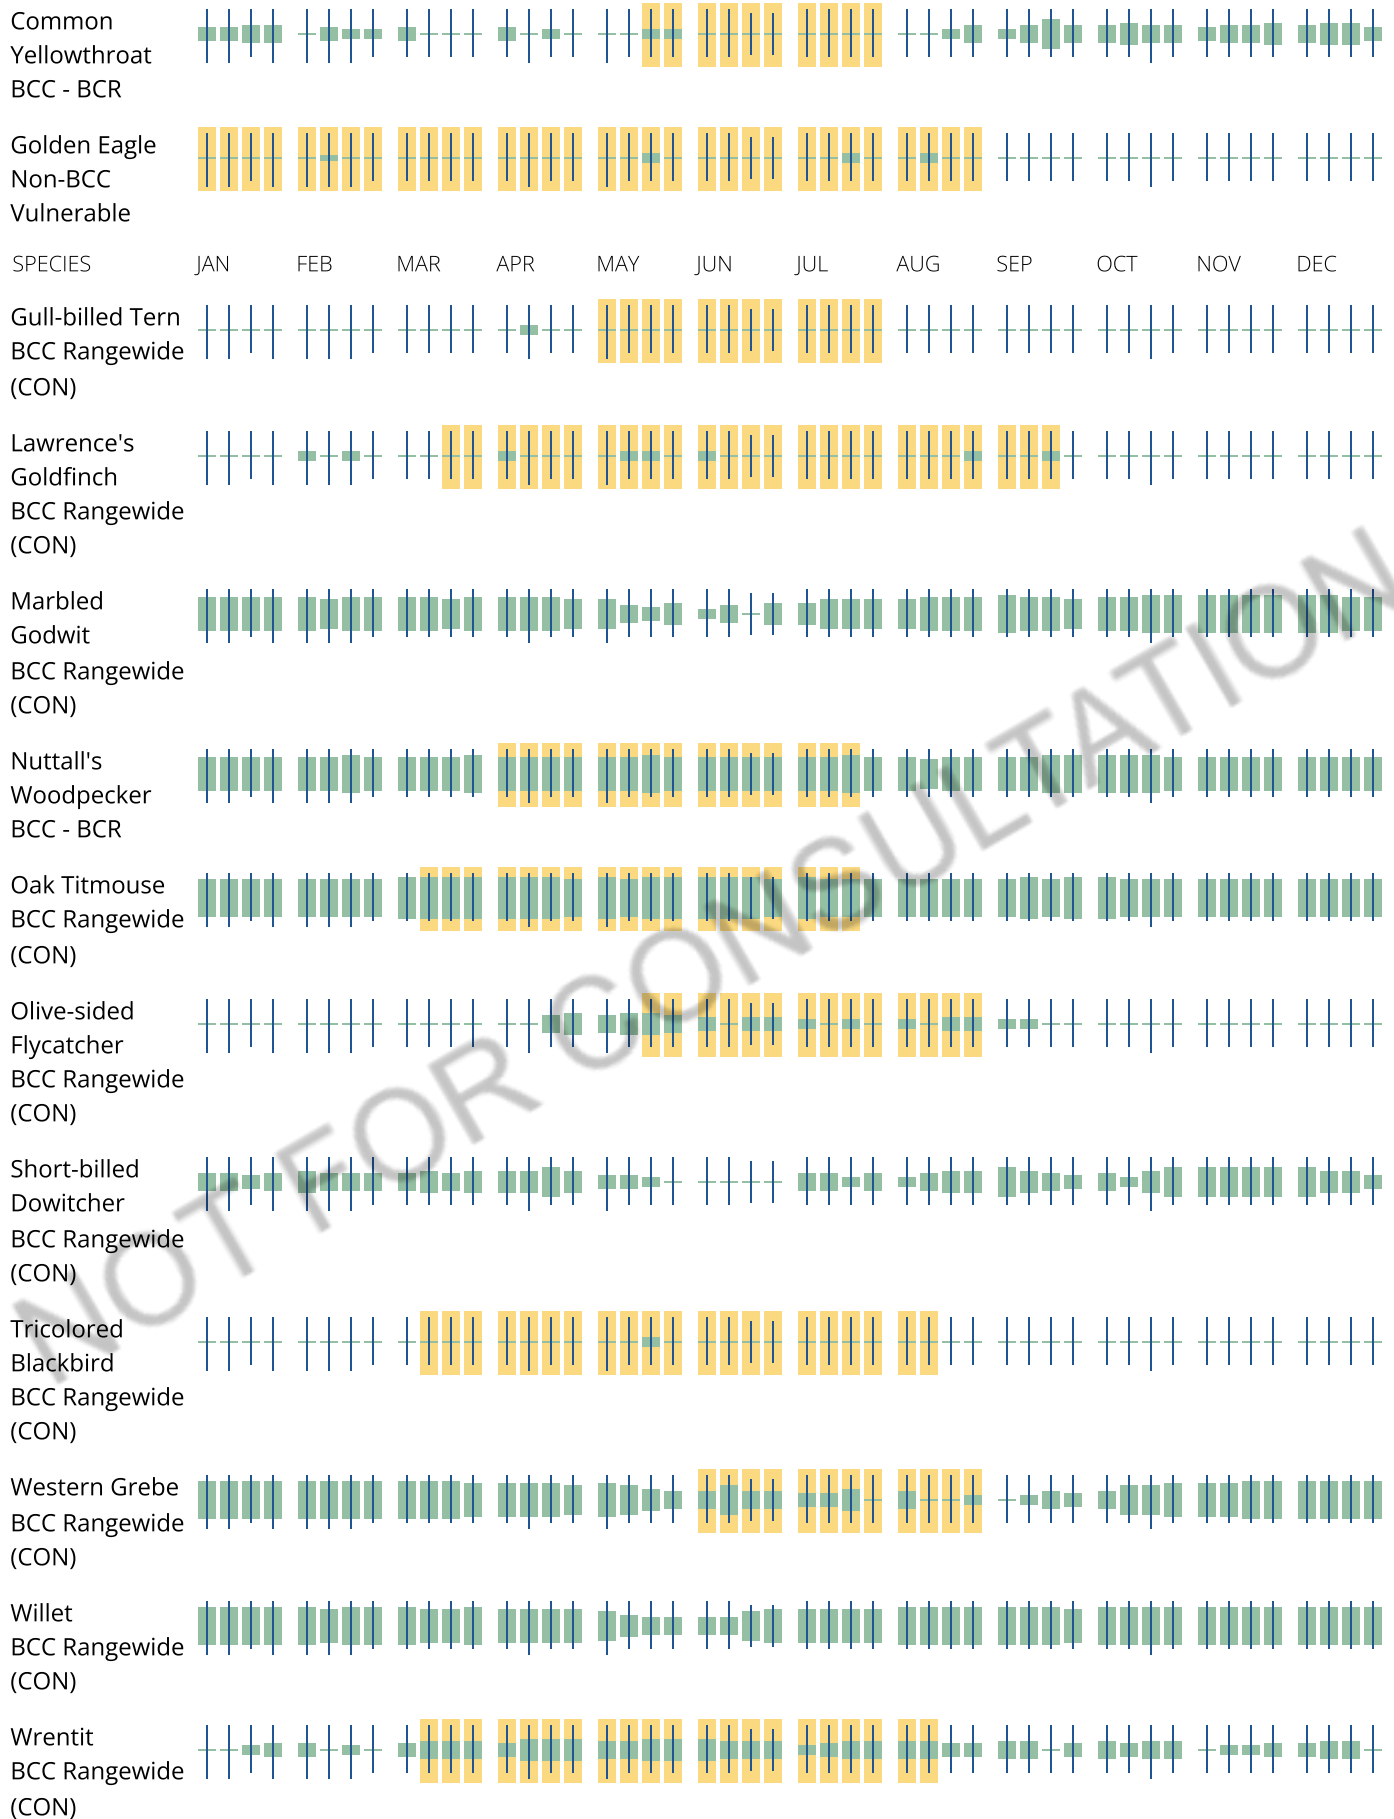 Common
Yellowthroat
BCC - BCR
Golden Eagle
Non-BCC
Vulnerable
SPECIES JAN FEB MAR APR MAY JUN JUL AUG SEP OCT NOV DEC
Gull-billed Tern
BCC Rangewide
(CON)
Lawrence's
Goldfinch
BCC Rangewide
(CON)
Marbled
Godwit
BCC Rangewide
(CON)
Nuttall's
Woodpecker
BCC - BCR
Oak Titmouse
BCC Rangewide
(CON)
Olive-sided
Flycatcher
BCC Rangewide
(CON)
Short-billed
Dowitcher
BCC Rangewide
(CON)
Tricolored
Blackbird
BCC Rangewide
(CON)
Western Grebe
BCC Rangewide
(CON)
Willet
BCC Rangewide
(CON)
Wrentit
BCC Rangewide
(CON)
NOT FOR CONSULTATION